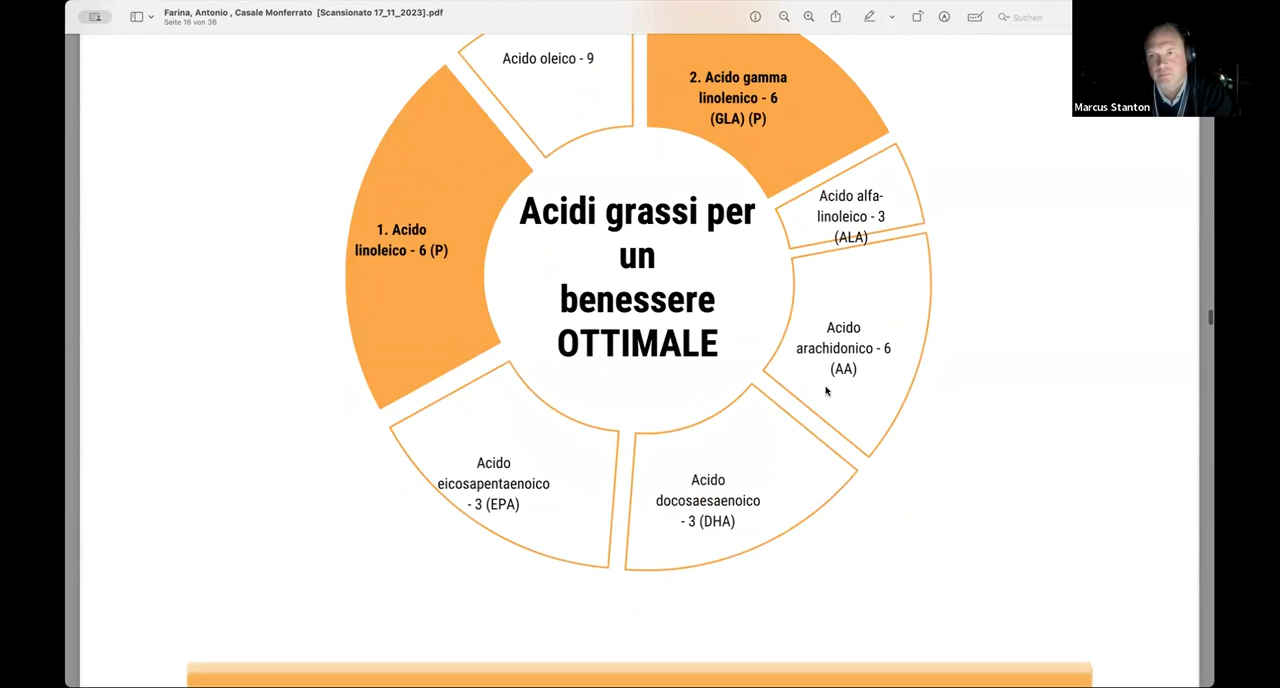 Farina, Antonio , Casale Monferrato [Scansionato 17_11_2023].pdf
Seite 16 von 36
Suchen
Marcus Stanton
Acido oleico - 9
2. Acido gamma
linolenico - 6
(GLA) (P)
Acido alfa-
linoleico - 3
(ALA)
1. Acido
linoleico - 6 (P)
Acidi grassi per
un
benessere
OTTIMALE
Acido
arachidonico - 6
(AA)
Acido
eicosapentaenoico
- 3 (EPA)
Acido
docosaesaenoico
- 3 (DHA)